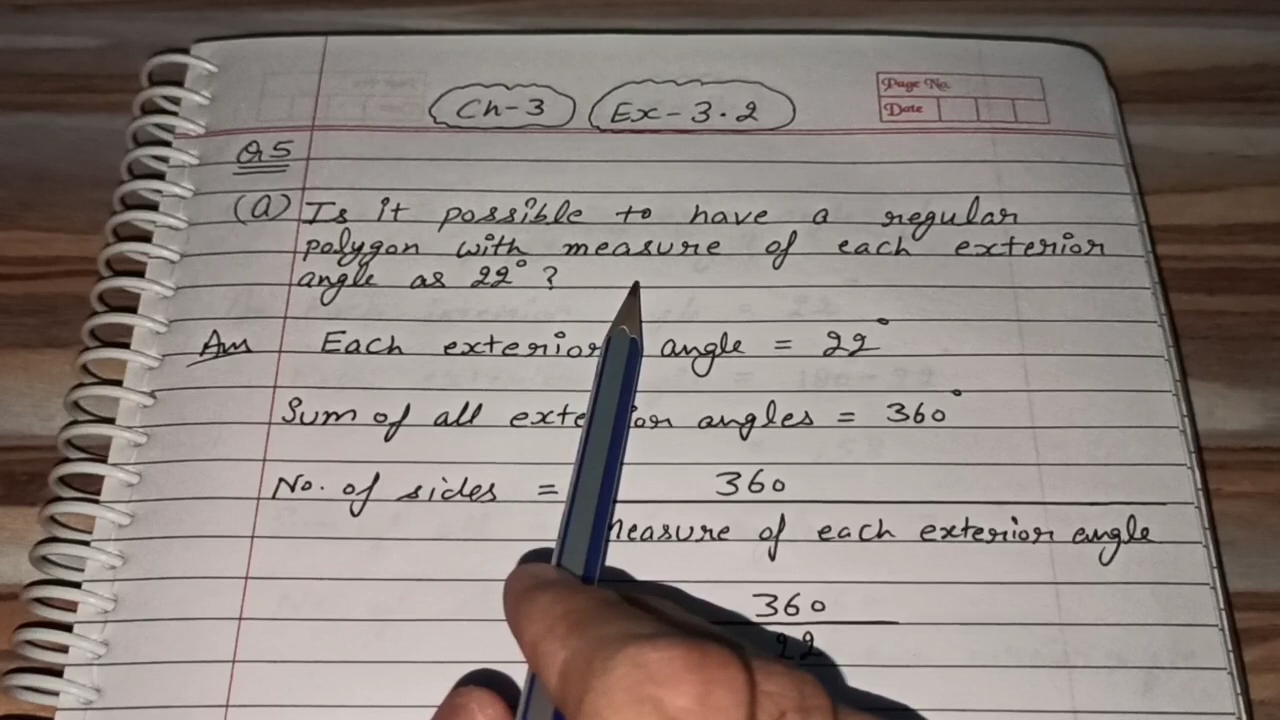 Ch-3 Ex-3.2
Page No.
Date
Q5
(a) Is it possible to have a regular
polygon with measure of each exterior
angle as 22° ?
Ans Each exterior angle = 22°
Sum of all exterior angles = 360°
No. of sides = 360
measure of each exterior angle
360
22